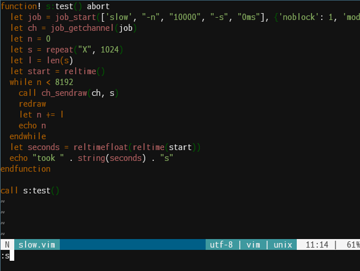 function! s:test() abort
  let job = job_start(['slow', "-n", "10000", "-s", "0ms"], {'noblock': 1, 'mod
  let ch = job_getchannel(job)
  let n = 0
  let s = repeat("X", 1024)
  let l = len(s)
  let start = reltime()
  while n < 8192
    call ch_sendraw(ch, s)
    redraw
    let n += l
    echo n
  endwhile
  let seconds = reltimefloat(reltime(start))
  echo "took " . string(seconds) . "s"
endfunction

call s:test()
~
~
~
~
N slow.vim utf-8 | vim | unix 11:14 | 61%
:s